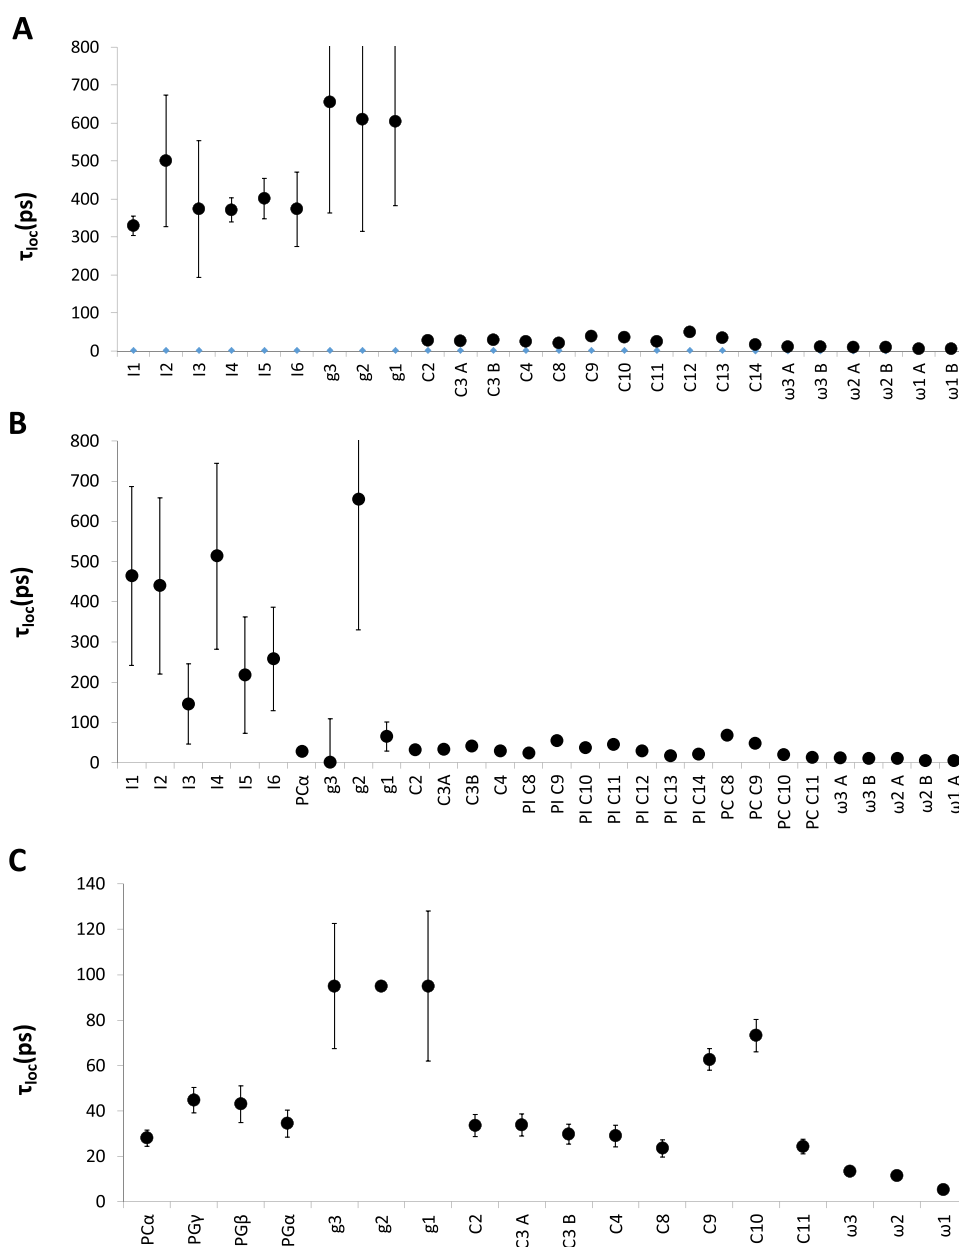 A
800
700
600
500
400
300
200
100
0
τloc(ps)
I1 I2 I3 I4 I5 I6 g3 g2 g1 C2 C3 A C3 B C4 C8 C9 C10 C11 C12 C13 C14 ω3 A ω3 B ω2 A ω2 B ω1 A ω1 B
B
800
700
600
500
400
300
200
100
0
τloc(ps)
I1 I2 I3 I4 I5 I6 PCα g3 g2 g1 C2 C3A C3B C4 PI C8 PI C9 PI C10 PI C11 PI C12 PI C13 PI C14 PC C8 PC C9 PC C10 PC C11 ω3 A ω3 B ω2 A ω2 B ω1 A
C
140
120
100
80
60
40
20
0
τloc(ps)
PCα PGγ PGβ PGα g3 g2 g1 C2 C3 A C3 B C4 C8 C9 C10 C11 ω3 ω2 ω1